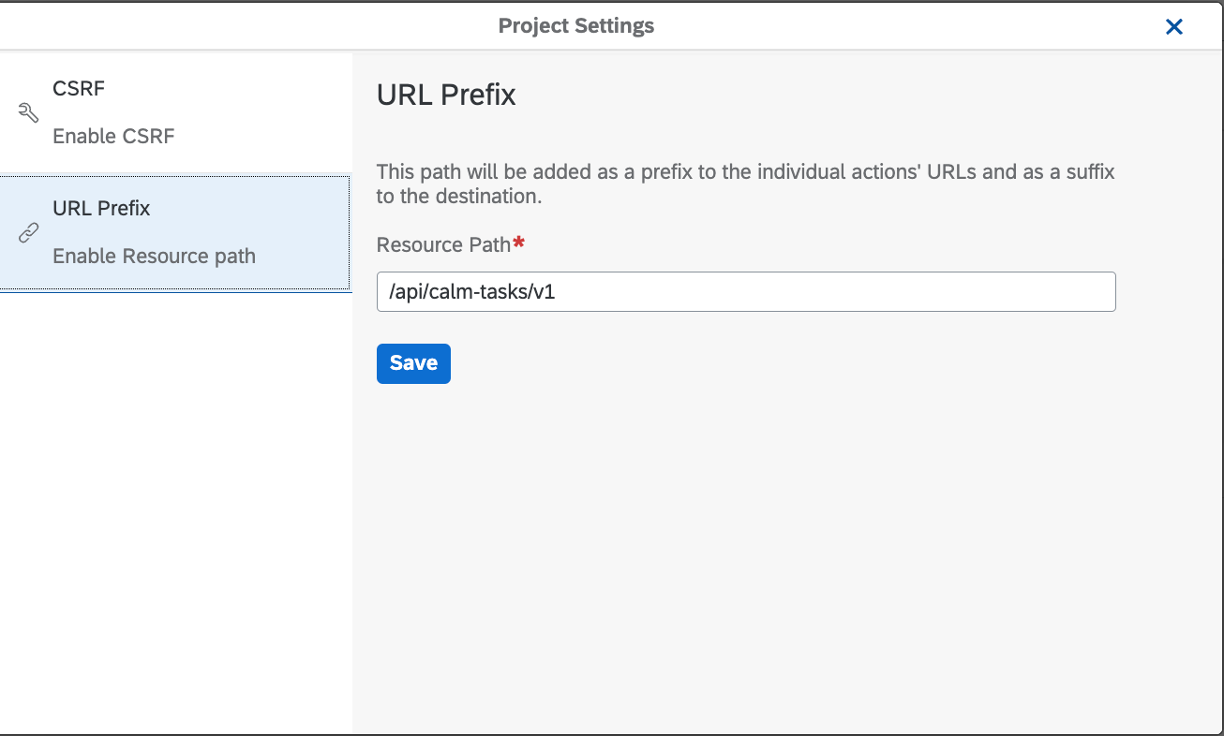 Project Settings
CSRF
Enable CSRF
URL Prefix
Enable Resource path
URL Prefix
This path will be added as a prefix to the individual actions' URLs and as a suffix
to the destination.
Resource Path*
/api/calm-tasks/v1
Save